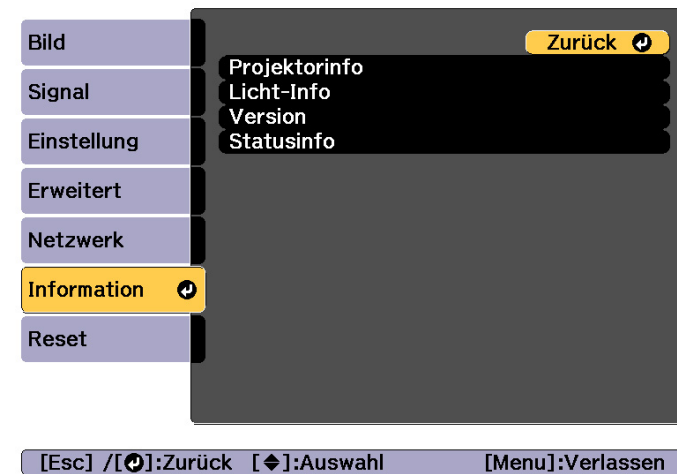 Bild
Signal
Einstellung
Erweitert
Netzwerk
Information
Reset
Zurück
Projektorinfo
Licht-Info
Version
Statusinfo
[Esc] /[↵]:Zurück [◆]:Auswahl [Menu]:Verlassen